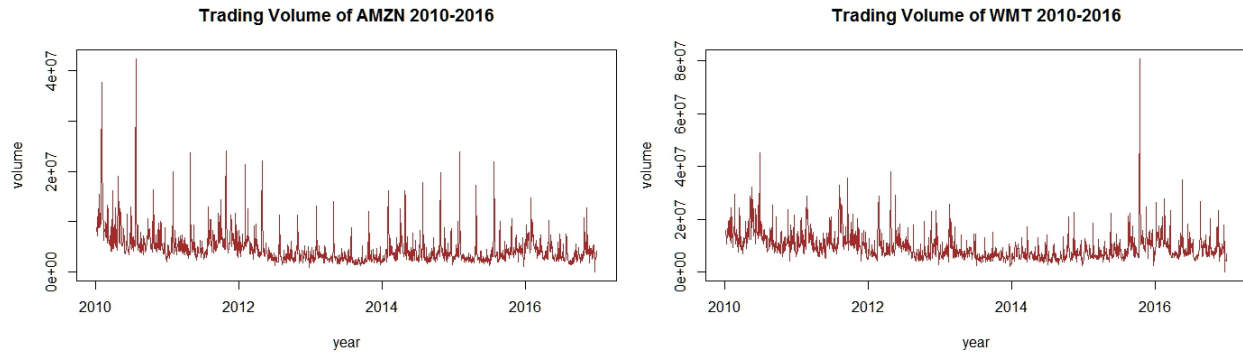 Trading Volume of AMZN 2010-2016
volume
0e+00
2e+07
4e+07
2010
2012
2014
2016
year
Trading Volume of WMT 2010-2016
volume
0e+00
2e+07
4e+07
6e+07
8e+07
2010
2012
2014
2016
year